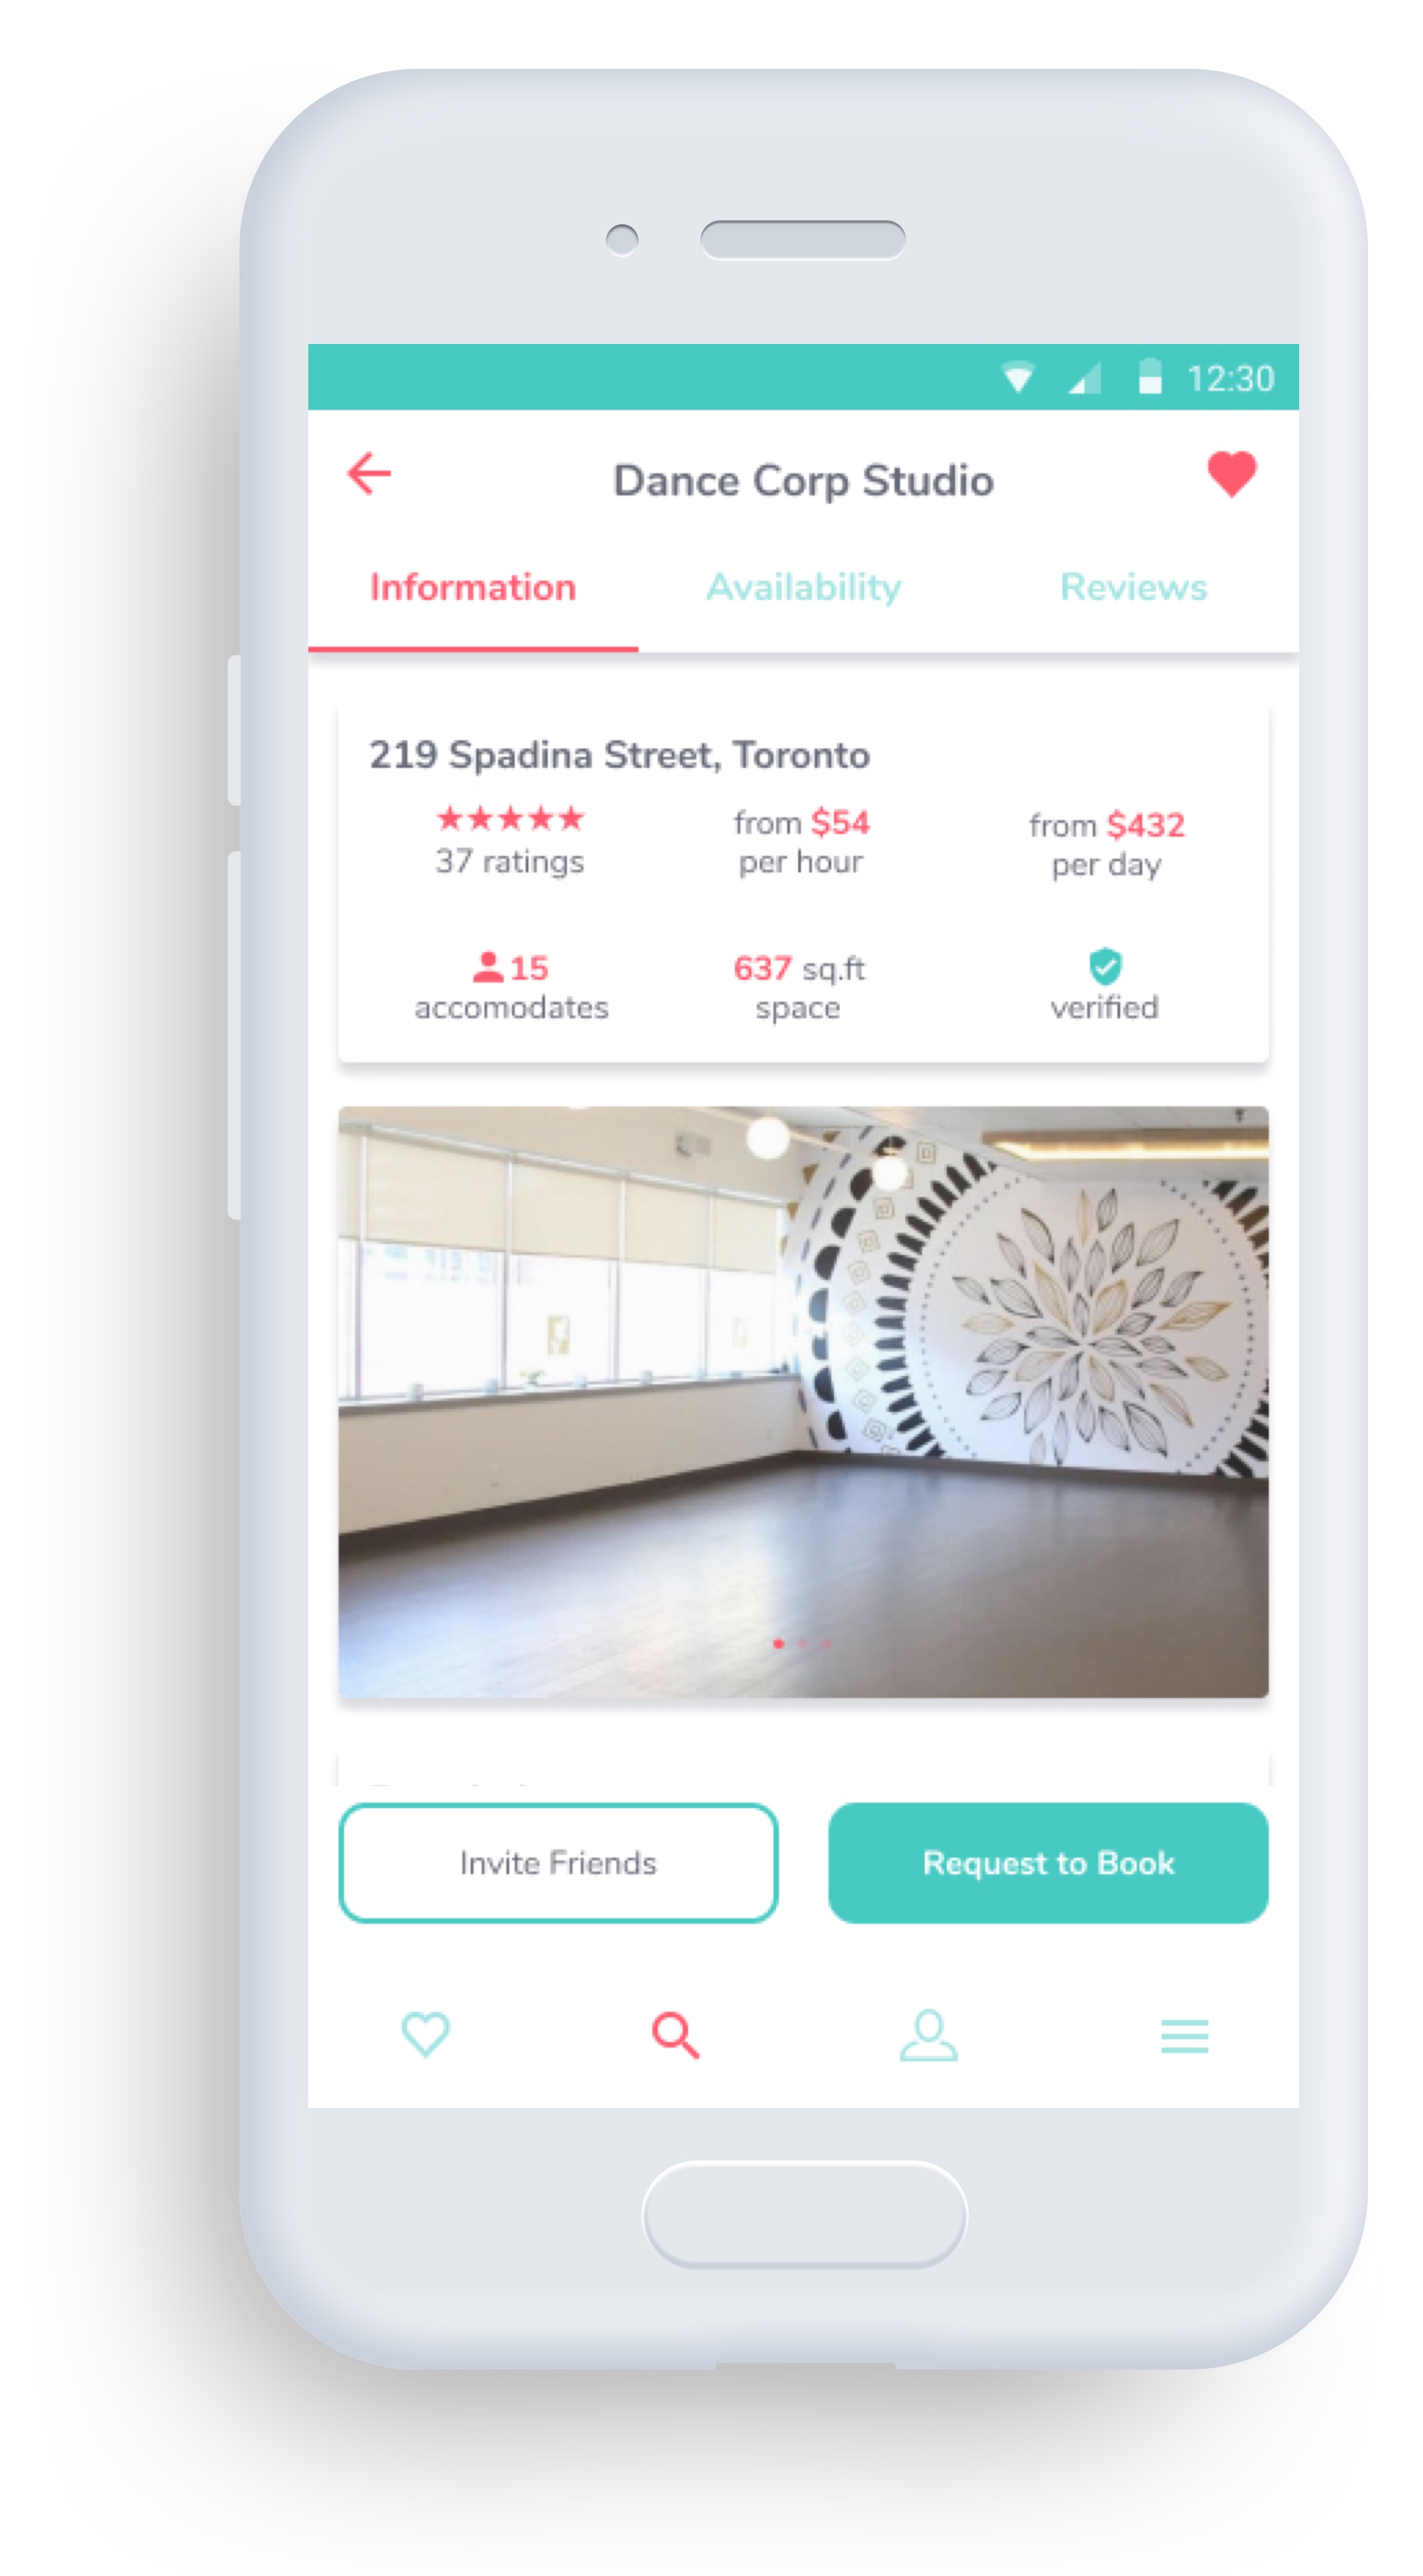 12:30
Dance Corp Studio
Information
Availability
Reviews
219 Spadina Street, Toronto
37 ratings
from $54
per hour
from $432
per day
15
accomodates
637 sq.ft
space
verified
Invite Friends
Request to Book